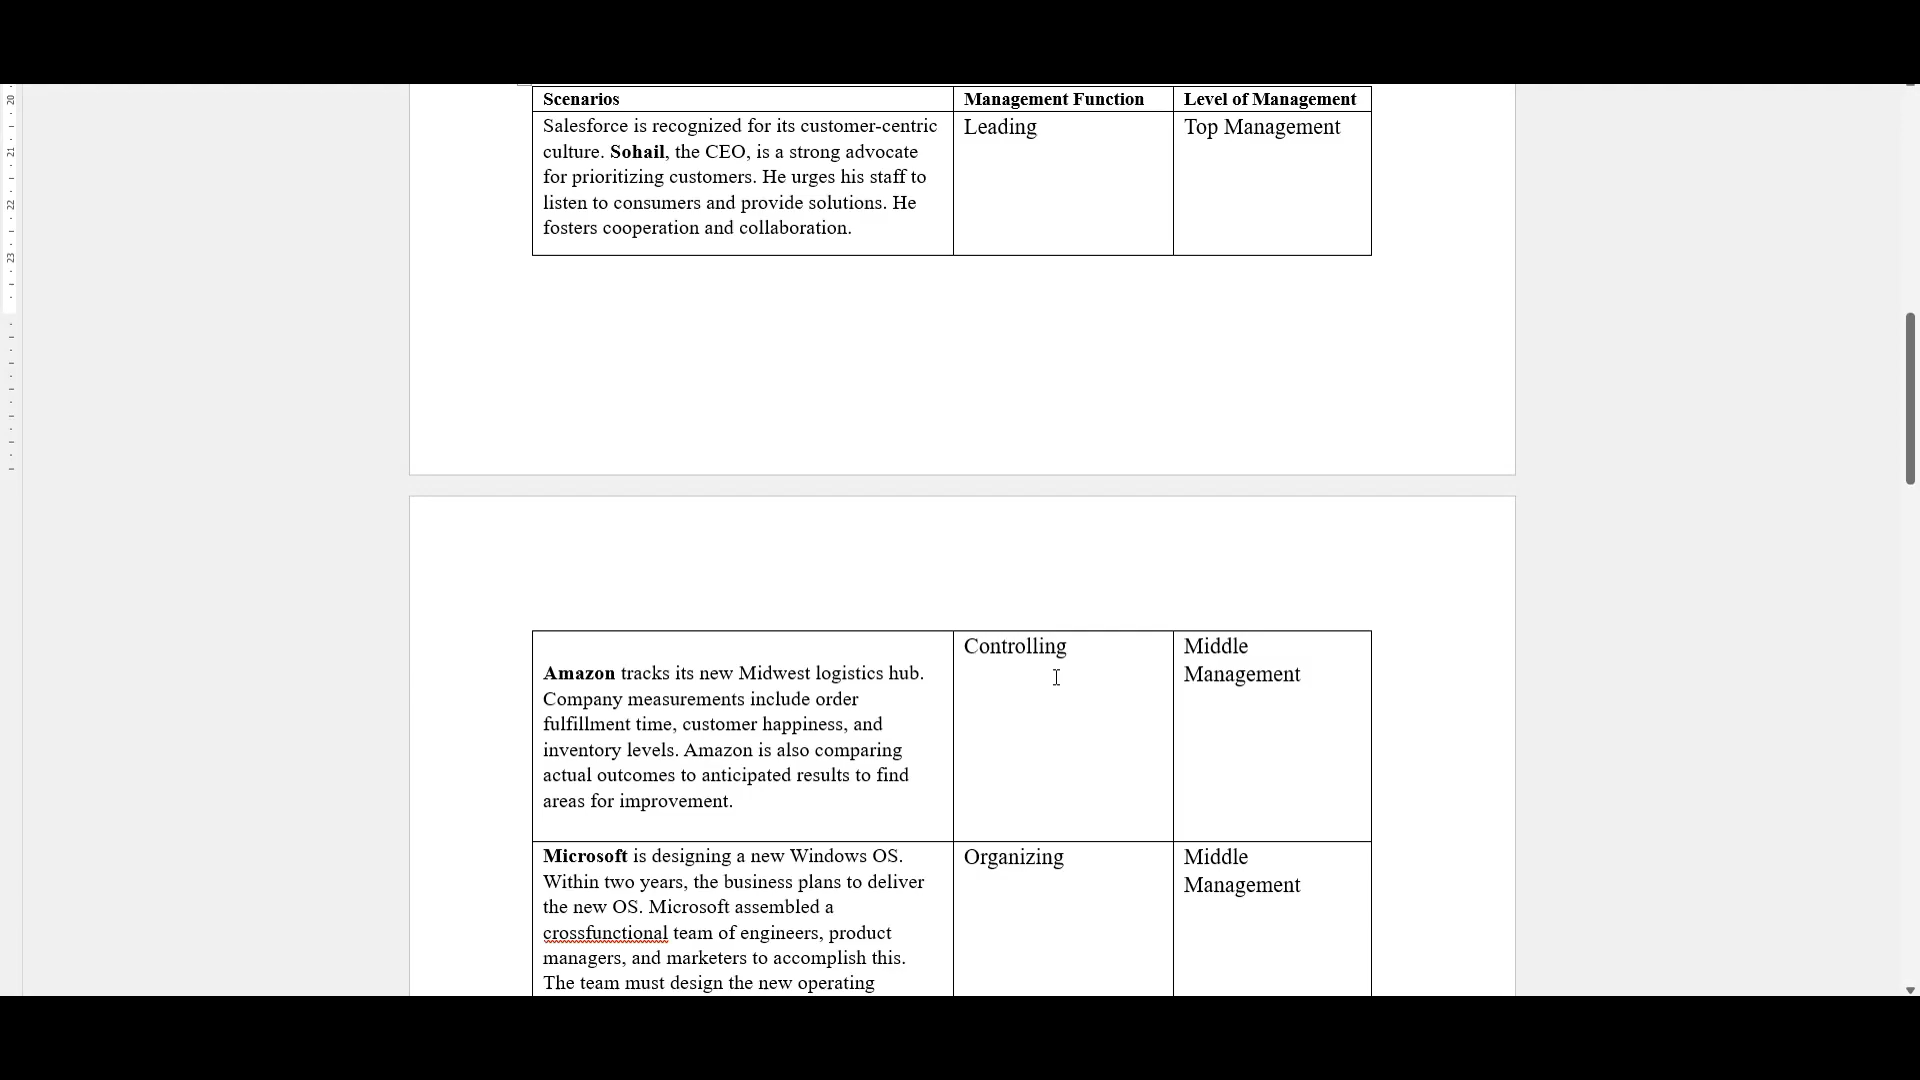 Scenarios
Management Function
Level of Management
Salesforce is recognized for its customer-centric
culture. Sohail, the CEO, is a strong advocate
for prioritizing customers. He urges his staff to
listen to consumers and provide solutions. He
fosters cooperation and collaboration.
Leading
Top Management
Amazon tracks its new Midwest logistics hub.
Company measurements include order
fulfillment time, customer happiness, and
inventory levels. Amazon is also comparing
actual outcomes to anticipated results to find
areas for improvement.
Controlling
Middle
Management
Microsoft is designing a new Windows OS.
Within two years, the business plans to deliver
the new OS. Microsoft assembled a
crossfunctional team of engineers, product
managers, and marketers to accomplish this.
The team must design the new operating
Organizing
Middle
Management
20
21
22
23